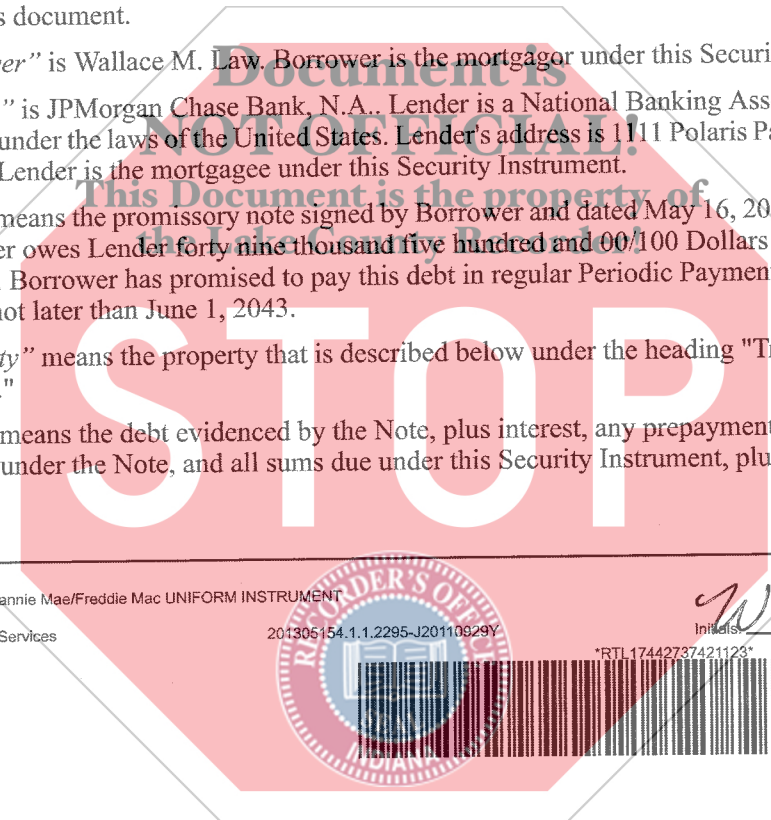 s document.
er” is Wallace M. Law. Borrower is the mortgagor under this Securi
Document is
” is JPMorgan Chase Bank, N.A.. Lender is a National Banking Ass
under the laws of the United States. Lender's address is 1111 Polaris Pa
NOT OFFICIAL!
Lender is the mortgagee under this Security Instrument.
This Document is the property of
means the promissory note signed by Borrower and dated May 16, 20
the Lake County Recorder!
er owes Lender forty nine thousand five hundred and 00/100 Dollars
. Borrower has promised to pay this debt in regular Periodic Paymen
not later than June 1, 2043.
STOP
ty” means the property that is described below under the heading "Tr
."
means the debt evidenced by the Note, plus interest, any prepayment
under the Note, and all sums due under this Security Instrument, plu
annie Mae/Freddie Mac UNIFORM INSTRUMENT
Services
201305154.1.1.2295-J20110929Y
Initials:
*RTL17442737421123*
RECORDER'S OFFICE
SEAL
INDIANA